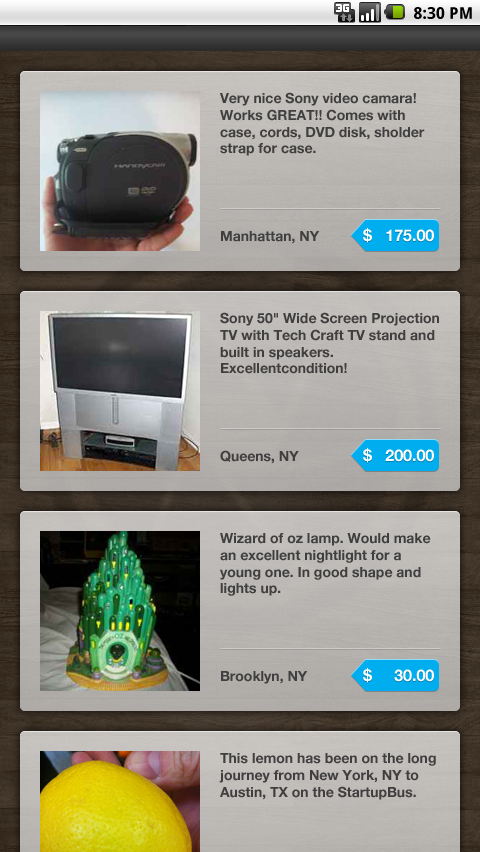 3G 8:30 PM
Very nice Sony video camara!
Works GREAT!! Comes with
case, cords, DVD disk, sholder
strap for case.
HANDYCAM
DVD
Manhattan, NY
$ 175.00
Sony 50" Wide Screen Projection
TV with Tech Craft TV stand and
built in speakers.
Excellentcondition!
Queens, NY
$ 200.00
Wizard of oz lamp. Would make
an excellent nightlight for a
young one. In good shape and
lights up.
Brooklyn, NY
$ 30.00
This lemon has been on the long
journey from New York, NY to
Austin, TX on the StartupBus.